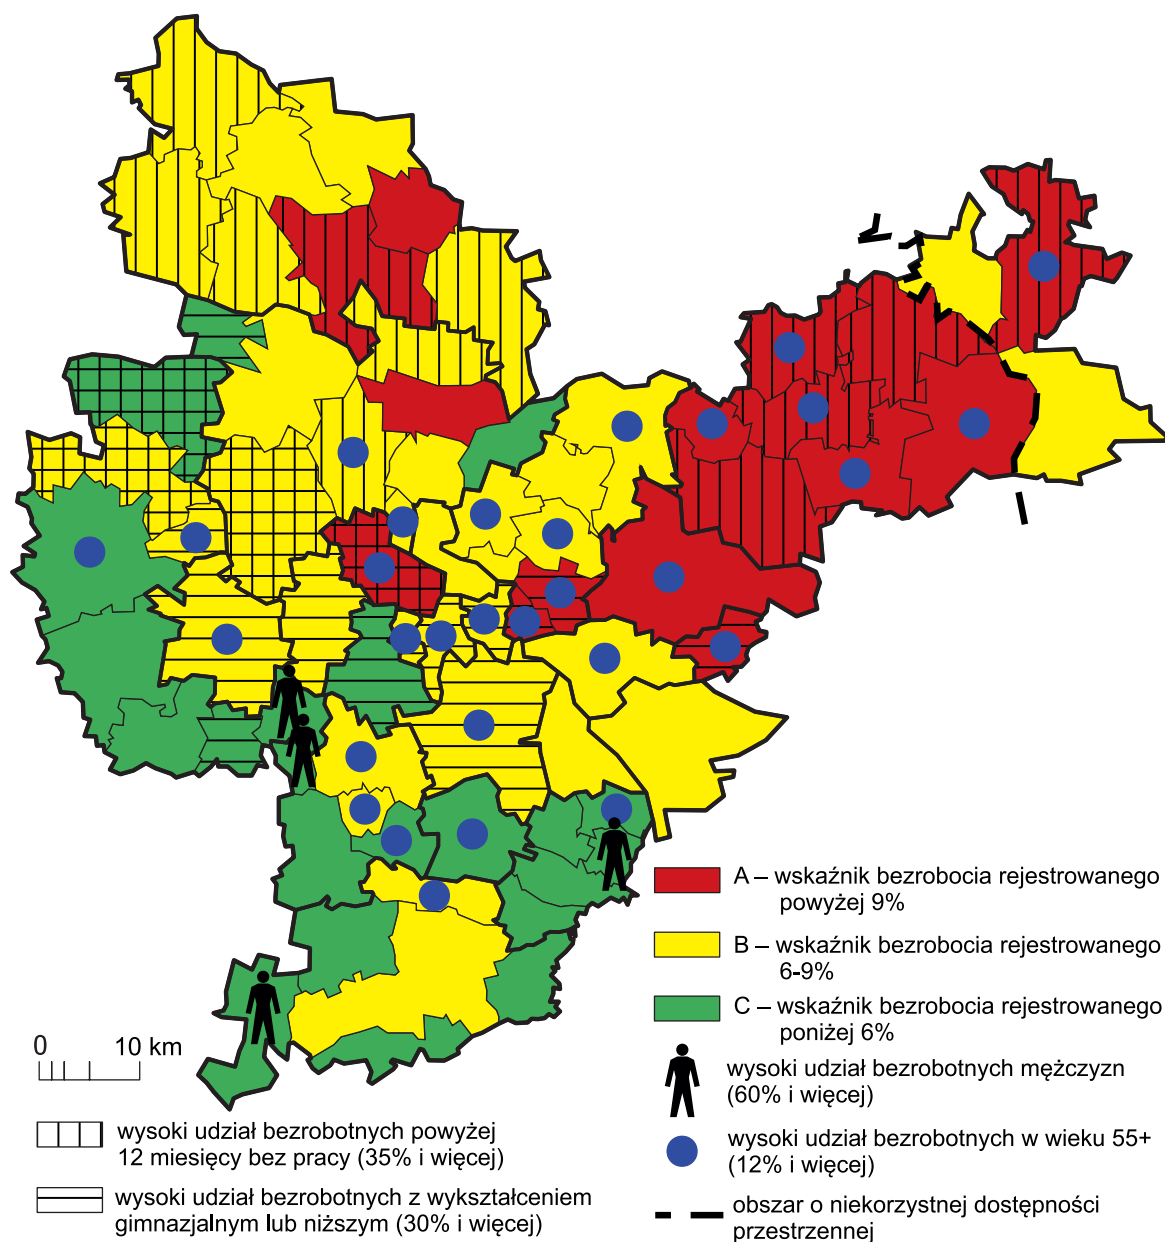 A – wskaźnik bezrobocia rejestrowanego
powyżej 9%
B – wskaźnik bezrobocia rejestrowanego
6-9%
C – wskaźnik bezrobocia rejestrowanego
poniżej 6%
wysoki udział bezrobotnych mężczyzn
(60% i więcej)
wysoki udział bezrobotnych w wieku 55+
(12% i więcej)
obszar o niekorzystnej dostępności
przestrzennej
0 10 km
wysoki udział bezrobotnych powyżej
12 miesięcy bez pracy (35% i więcej)
wysoki udział bezrobotnych z wykształceniem
gimnazjalnym lub niższym (30% i więcej)